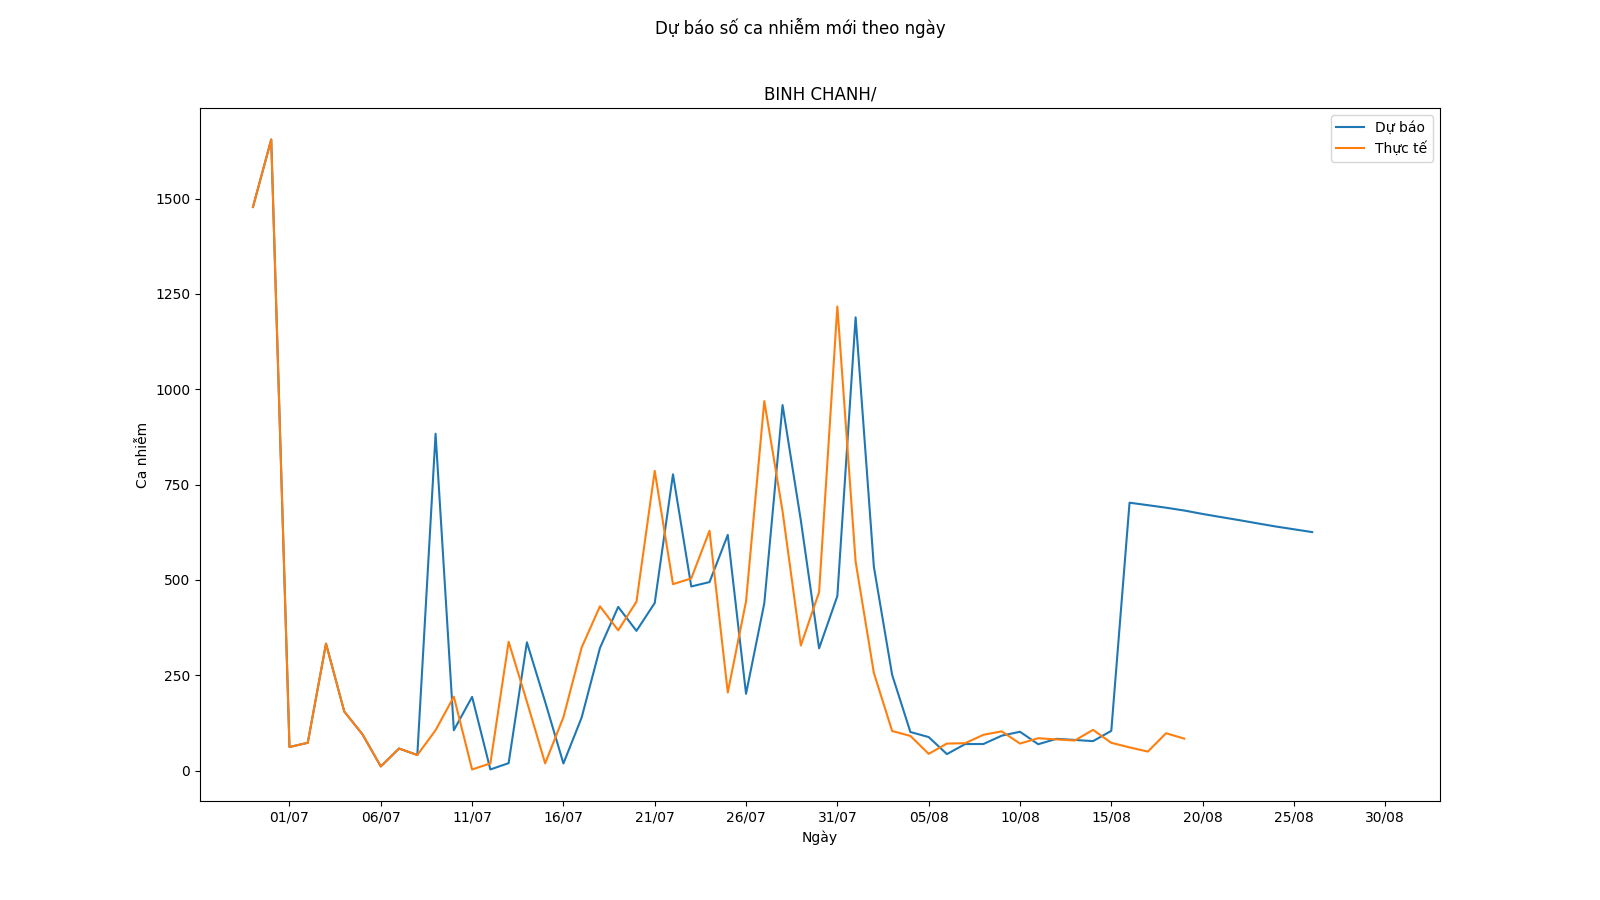 Dự báo số ca nhiễm mới theo ngày
BINH CHANH/
Dự báo
Thực tế
1500
1250
1000
750
500
250
0
Ca nhiễm
01/07 06/07 11/07 16/07 21/07 26/07 31/07 05/08 10/08 15/08 20/08 25/08 30/08
Ngày